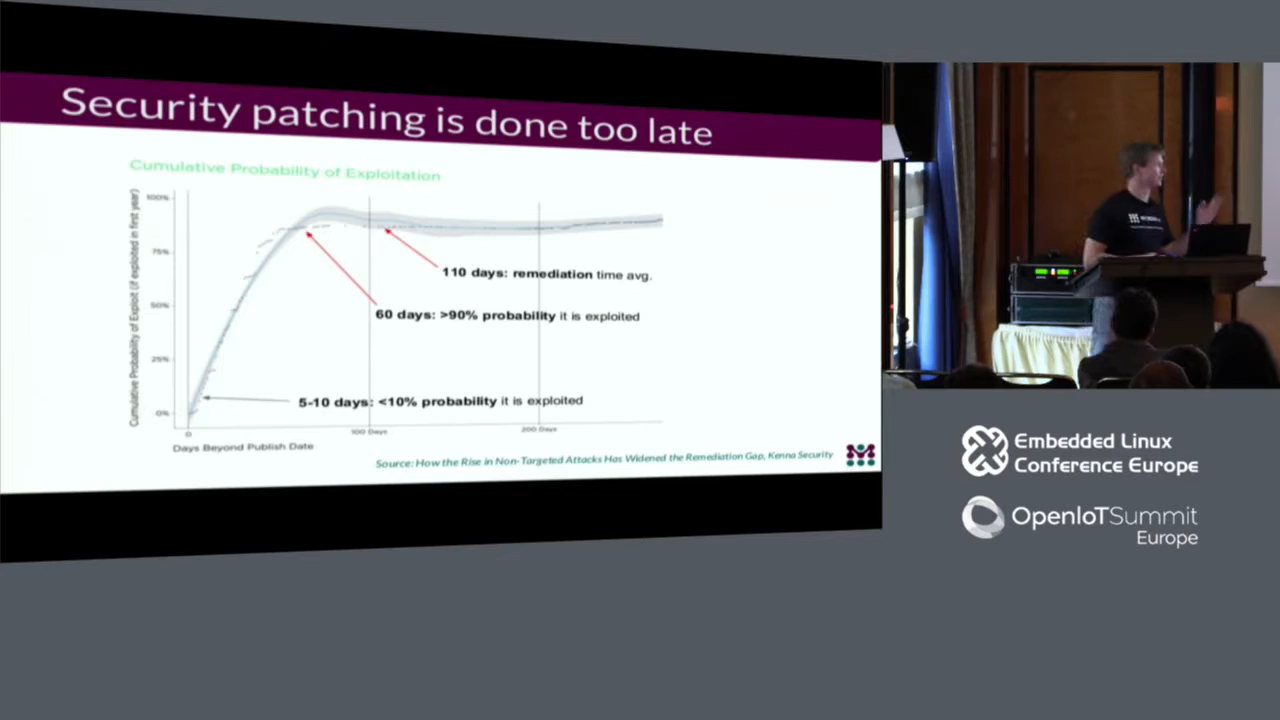 Security patching is done too late
Cumulative Probability of Exploitation
Cumulative Probability of Exploit (if exploited in first year)
100%
75%
50%
25%
0%
110 days: remediation time avg.
60 days: >90% probability it is exploited
5-10 days: <10% probability it is exploited
0
100 Days
200 Days
Days Beyond Publish Date
Source: How the Rise in Non-Targeted Attacks Has Widened the Remediation Gap, Kenna Security
Embedded Linux
Conference Europe
OpenIoTSummit
Europe